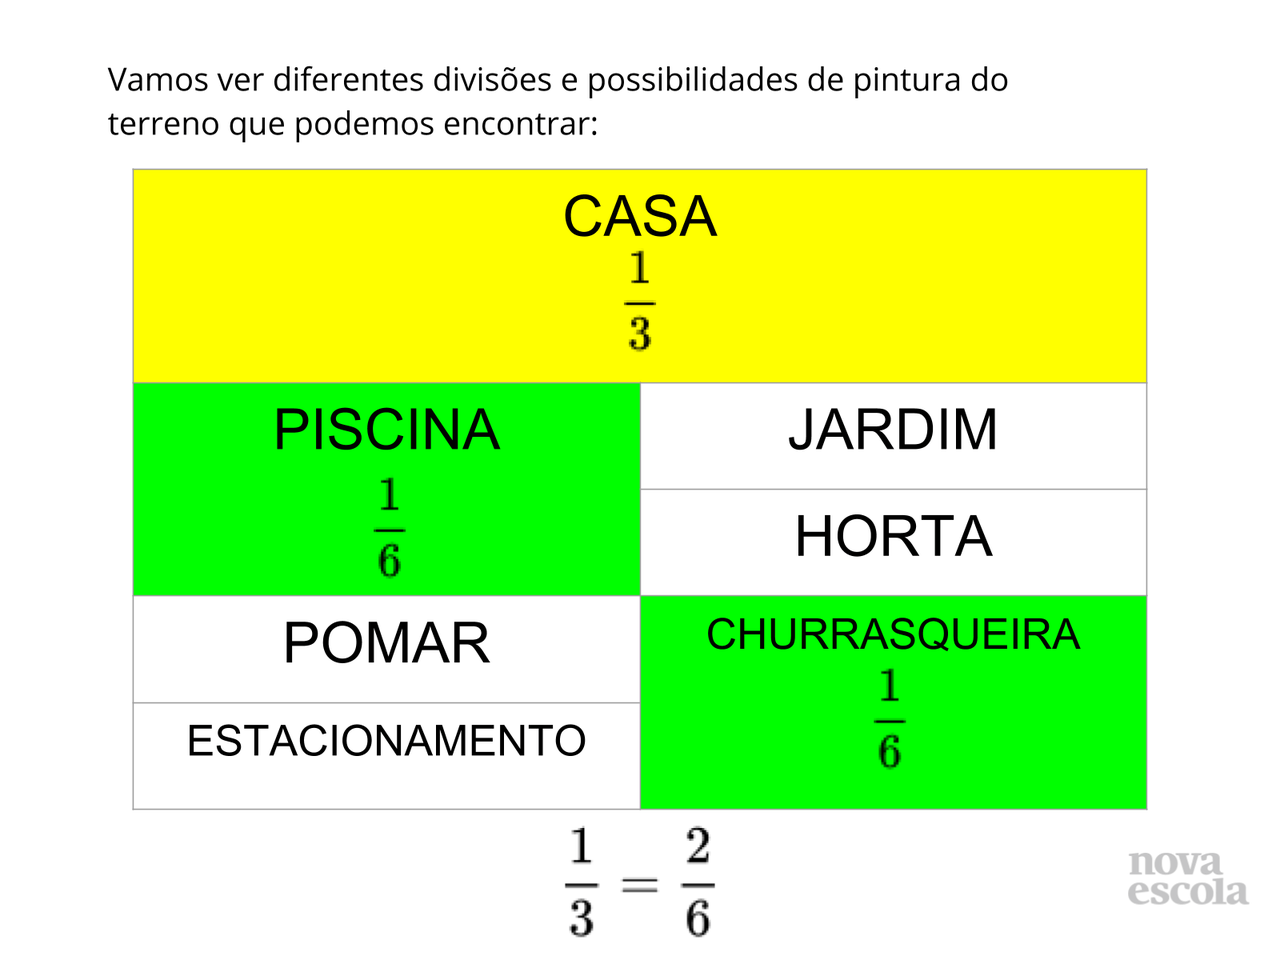 Vamos ver diferentes divisões e possibilidades de pintura do
terreno que podemos encontrar:
CASA
1
3
PISCINA
1
6
JARDIM
HORTA
POMAR
ESTACIONAMENTO
CHURRASQUEIRA
1
6
1/3 = 2/6
nova
escola